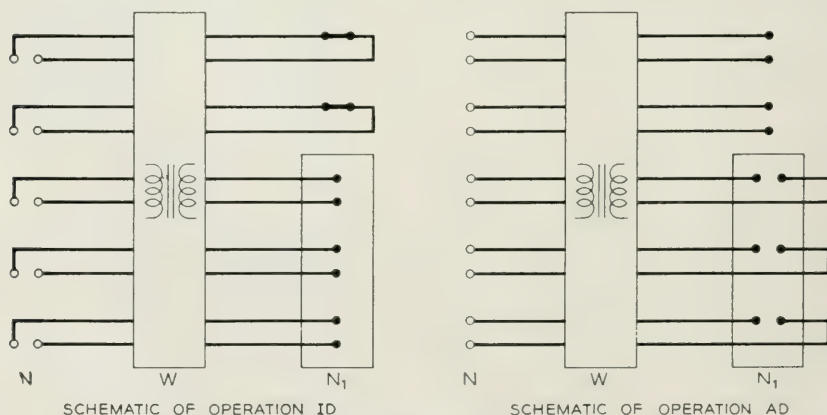 N W N₁ N W N₁
SCHEMATIC OF OPERATION ID SCHEMATIC OF OPERATION AD